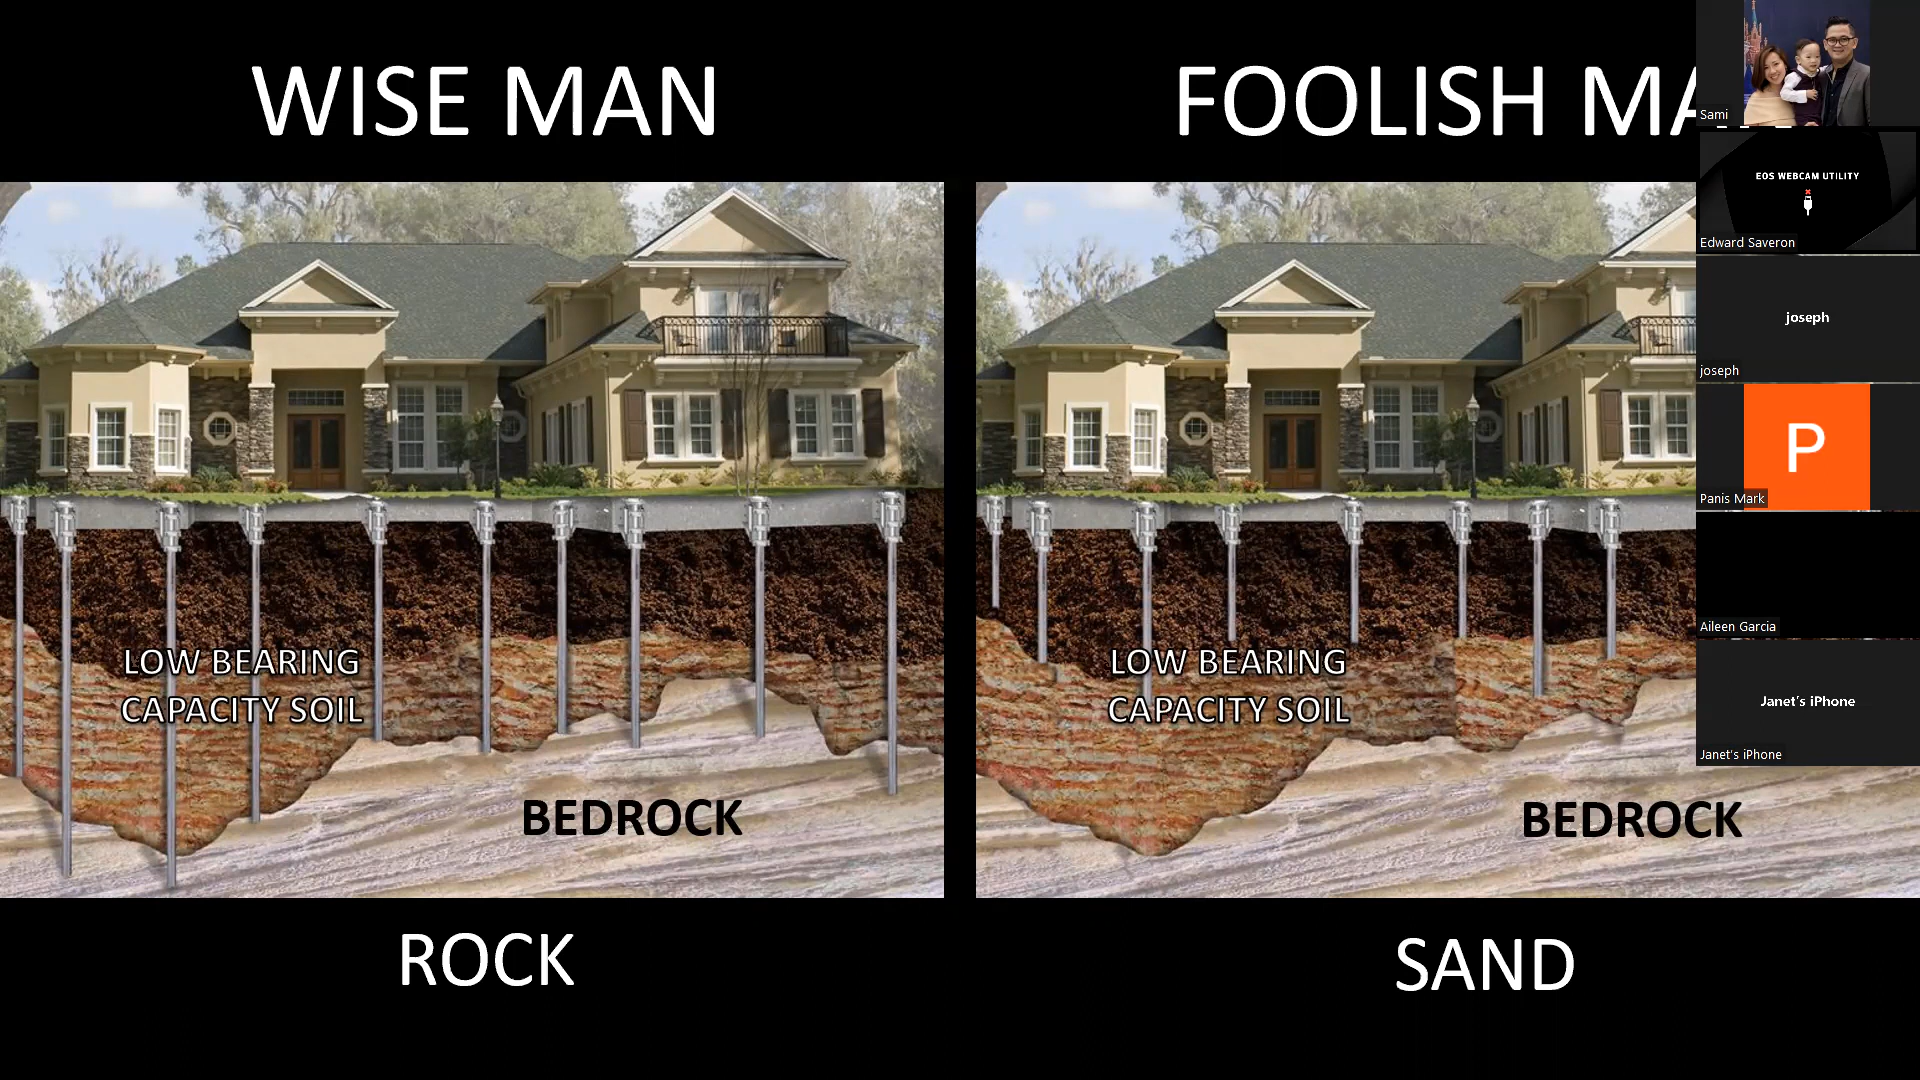 WISE MAN
FOOLISH
LOW BEARING
CAPACITY SOIL
BEDROCK
ROCK
LOW BEARING
CAPACITY SOIL
BEDROCK
SAND
Sami
EOS WEBCAM UTILITY
Edward Saveron
joseph
joseph
P
Panis Mark
Aileen Garcia
Janet's iPhone
Janet's iPhone